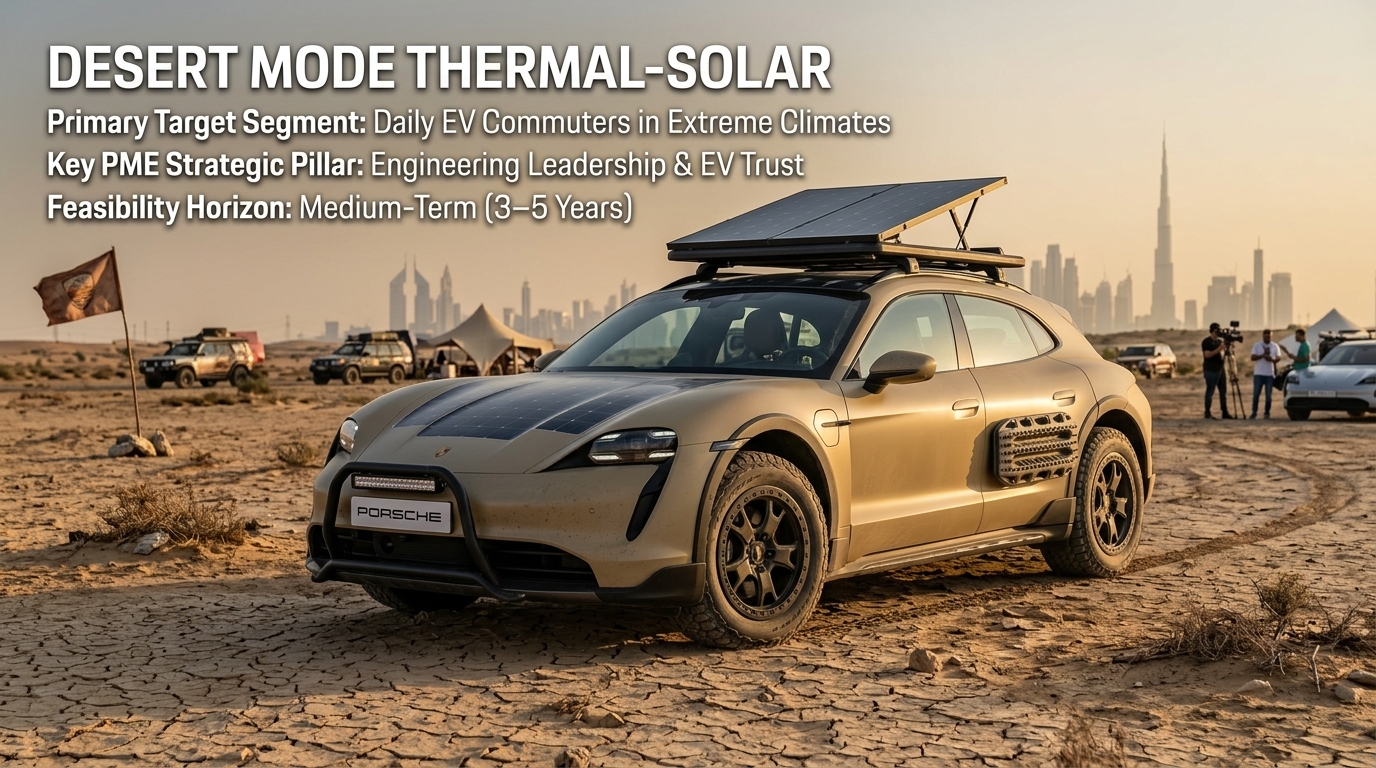 DESERT MODE THERMAL-SOLAR
Primary Target Segment: Daily EV Commuters in Extreme Climates
Key PME Strategic Pillar: Engineering Leadership & EV Trust
Feasibility Horizon: Medium-Term (3–5 Years)
PORSCHE